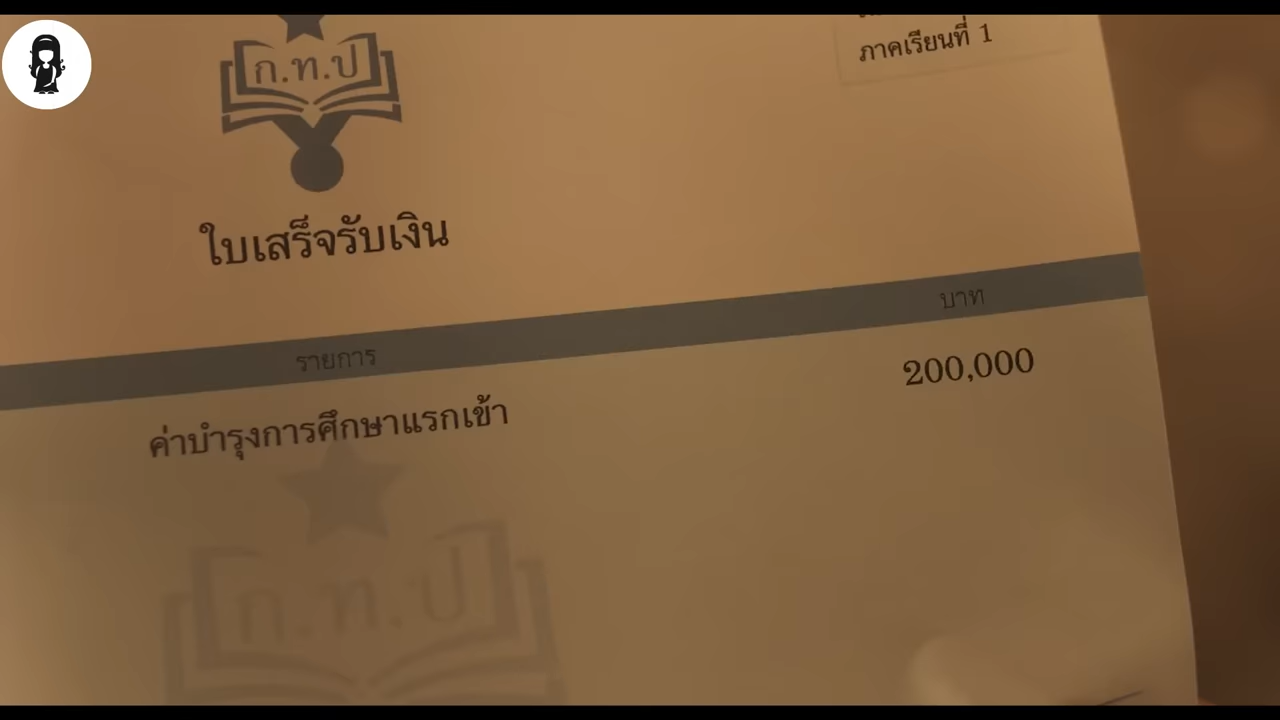 ก.ท.ป
ภาคเรียนที่ 1
ใบเสร็จรับเงิน
รายการ บาท
ค่าบำรุงการศึกษาแรกเข้า 200,000
ก.ท.ป